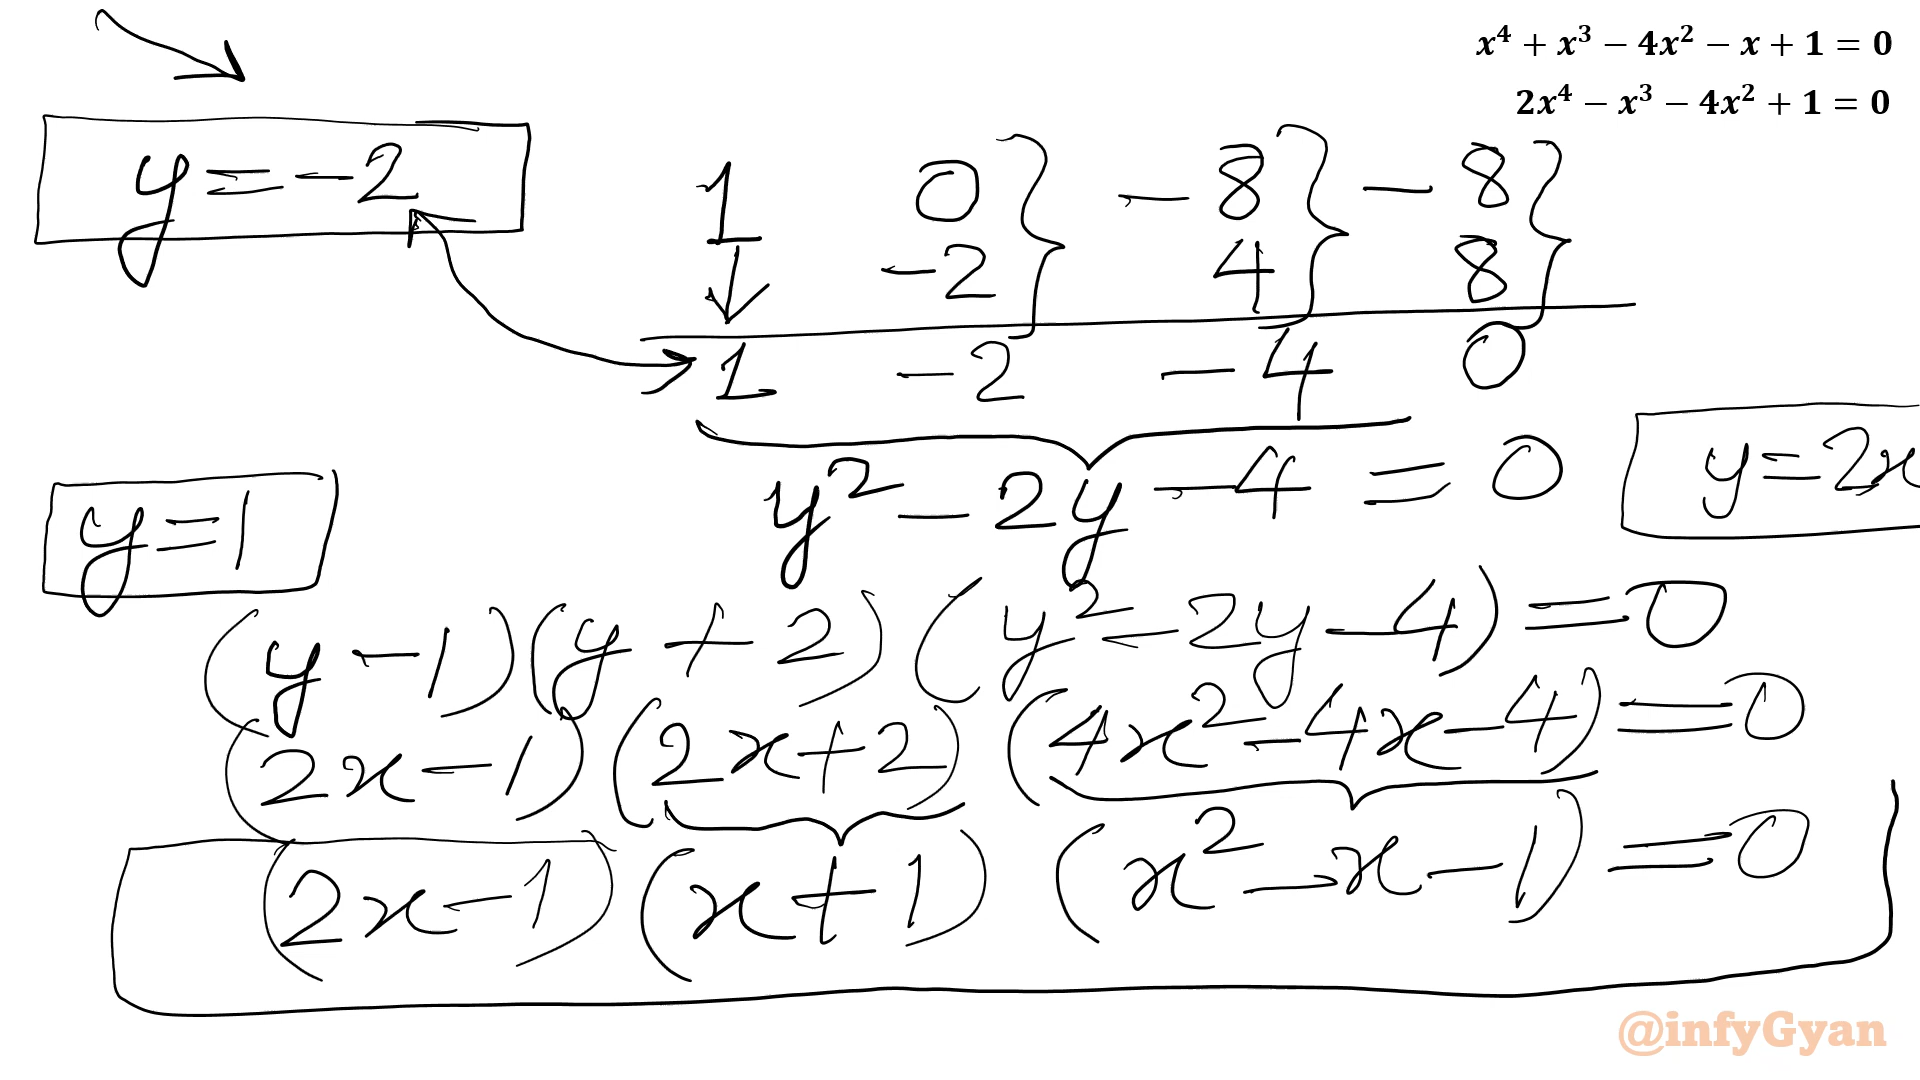 x⁴ + x³ − 4x² − x + 1 = 0
2x⁴ − x³ − 4x² + 1 = 0
y = −2
1 0 } −8 } −8 }
−2 4 8
1 −2 −4 0
y² − 2y − 4 = 0
y = 2x
y = 1
(y − 1)(y + 2)(y² − 2y − 4) = 0
(2x − 1)(2x + 2)(4x² − 4x − 4) = 0
(2x − 1)(x + 1)(x² − x − 1) = 0
@infyGyan